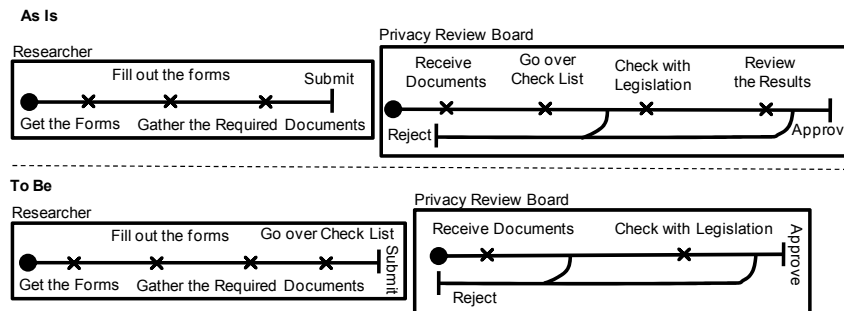 As Is
Researcher
Privacy Review Board
Fill out the forms
Submit
Get the Forms
Gather the Required Documents
Receive
Documents
Go over
Check List
Check with
Legislation
Review
the Results
Reject
Approv
To Be
Researcher
Privacy Review Board
Fill out the forms
Go over Check List
Submit
Get the Forms
Gather the Required Documents
Receive Documents
Check with Legislation
Approve
Reject